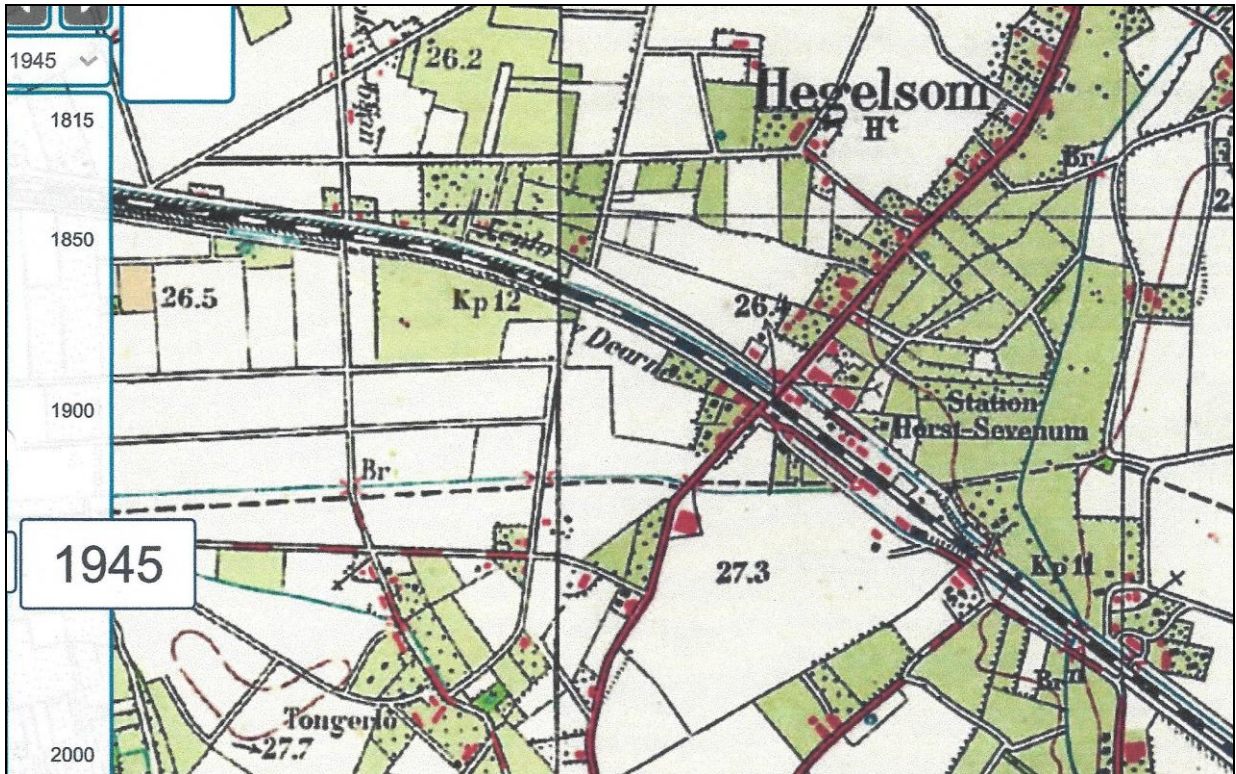 1945
1815
1850
1900
1945
2000
26.2
Hegelsom
Hᵗ
Br
26.5
Kp 12
26.4
Station
Horst-Sevenum
Br
27.3
Kp 11
Br
Tongerlo
27.7